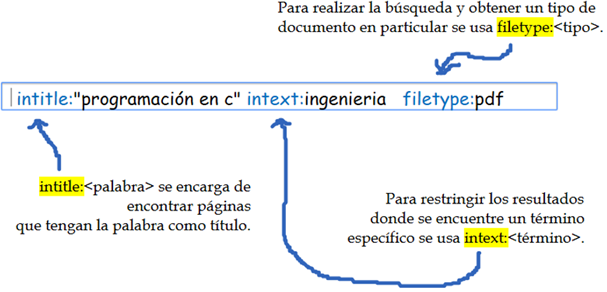 Para realizar la búsqueda y obtener un tipo de
documento en particular se usa filetype:<tipo>.
intitle:"programación en c" intext:ingenieria filetype:pdf
intitle:<palabra> se encarga de
encontrar páginas
que tengan la palabra como título.
Para restringir los resultados
donde se encuentre un término
específico se usa intext:<término>.